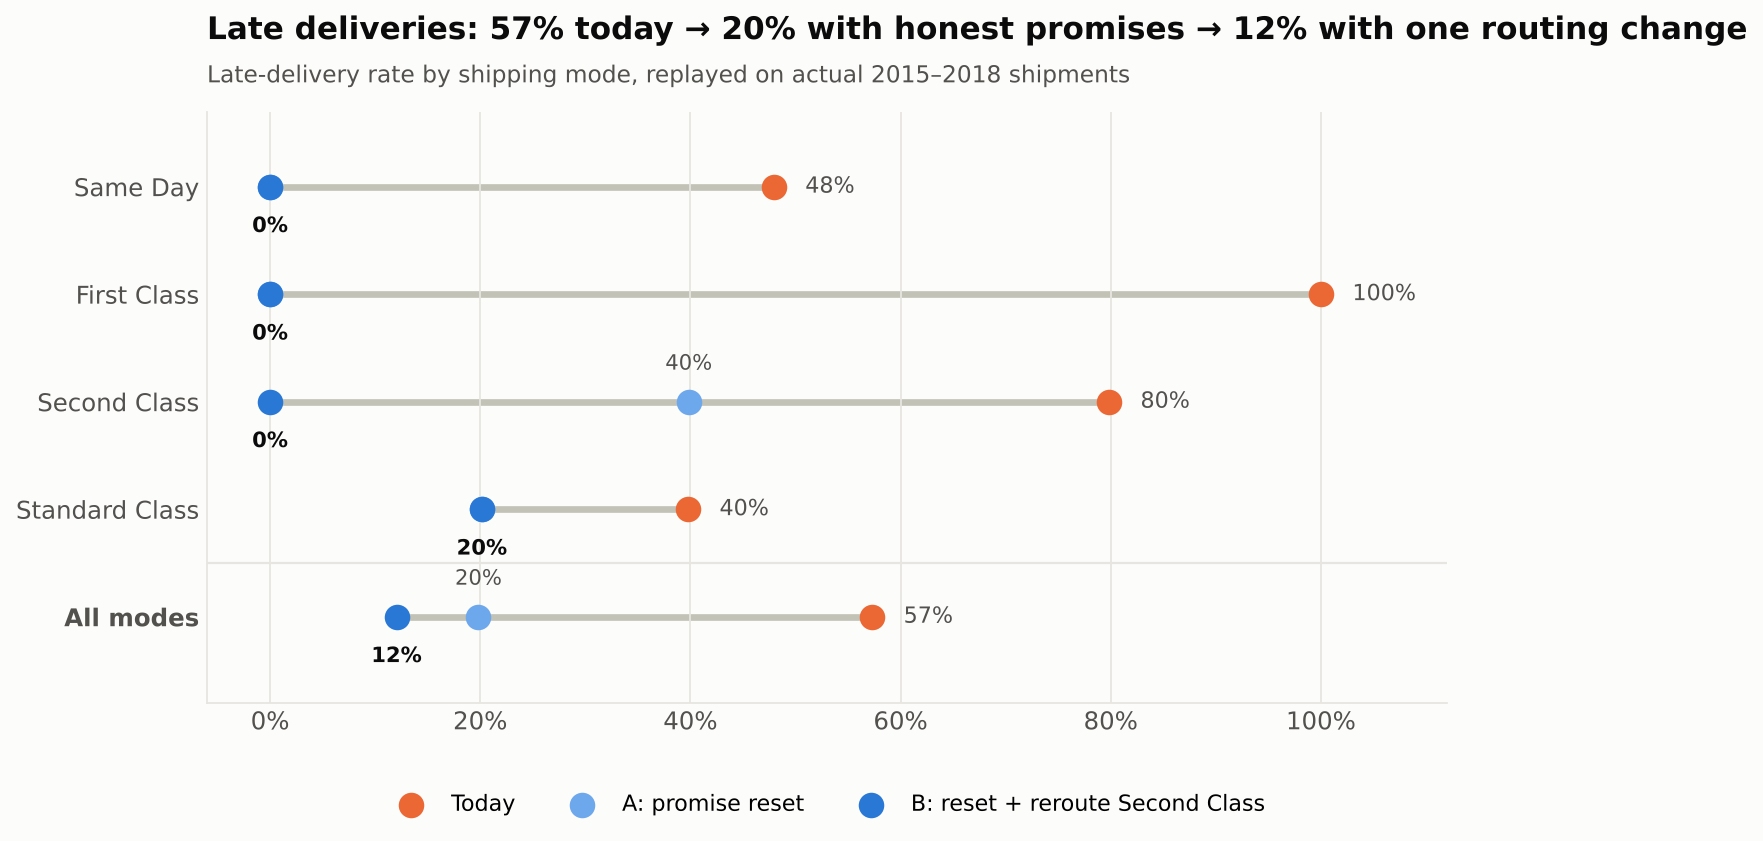 Late deliveries: 57% today → 20% with honest promises → 12% with one routing change
Late-delivery rate by shipping mode, replayed on actual 2015–2018 shipments
Same Day
48%
0%
First Class
100%
0%
40%
Second Class
80%
0%
Standard Class
40%
20%
20%
All modes
57%
12%
0% 20% 40% 60% 80% 100%
Today A: promise reset B: reset + reroute Second Class